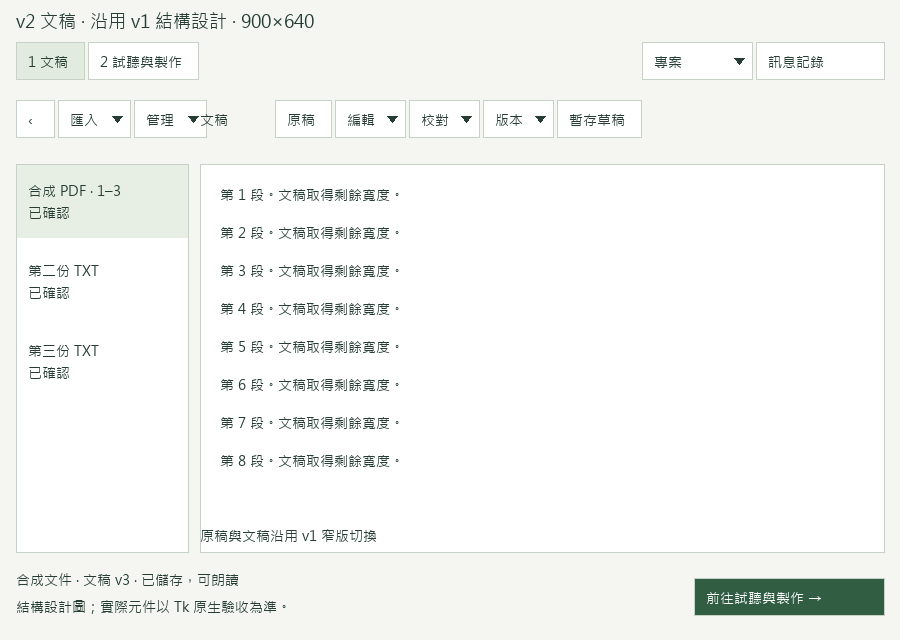 v2 文稿 · 沿用 v1 結構設計 · 900×640
1 文稿
2 試聽與製作
專案
訊息記錄
‹
匯入
管理
文稿
原稿
編輯
校對
版本
暫存草稿
合成 PDF · 1–3
已確認
第二份 TXT
已確認
第三份 TXT
已確認
第 1 段。文稿取得剩餘寬度。
第 2 段。文稿取得剩餘寬度。
第 3 段。文稿取得剩餘寬度。
第 4 段。文稿取得剩餘寬度。
第 5 段。文稿取得剩餘寬度。
第 6 段。文稿取得剩餘寬度。
第 7 段。文稿取得剩餘寬度。
第 8 段。文稿取得剩餘寬度。
原稿與文稿沿用 v1 窄版切換
合成文件 · 文稿 v3 · 已儲存，可朗讀
結構設計圖；實際元件以 Tk 原生驗收為準。
前往試聽與製作 →